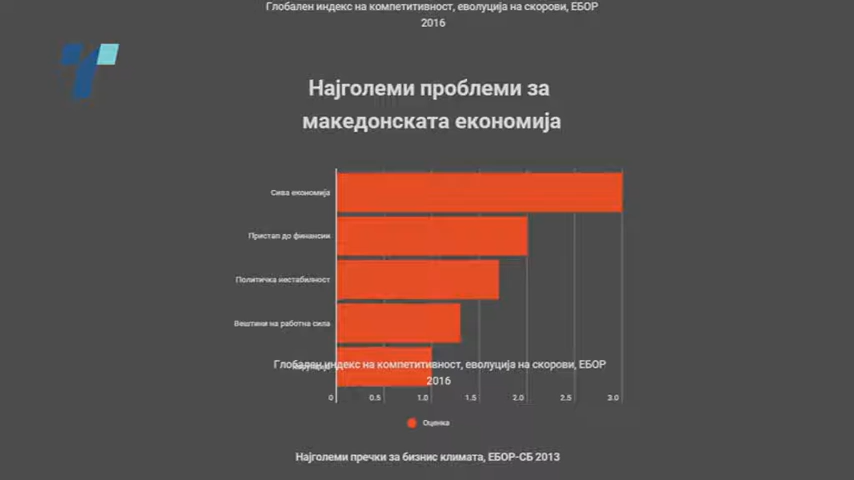 Глобален индекс на компетитивност, еволуција на скорови, ЕБОР
2016
Најголеми проблеми за
македонската економија
Сива економија
Пристап до финансии
Политичка нестабилност
Вештини на работна сила
Глобален индекс на компетитивност, еволуција на скорови, ЕБОР
2016
0 0.5 1.0 1.5 2.0 2.5 3.0
Оценка
Најголеми пречки за бизнис климата, ЕБОР-СБ 2013